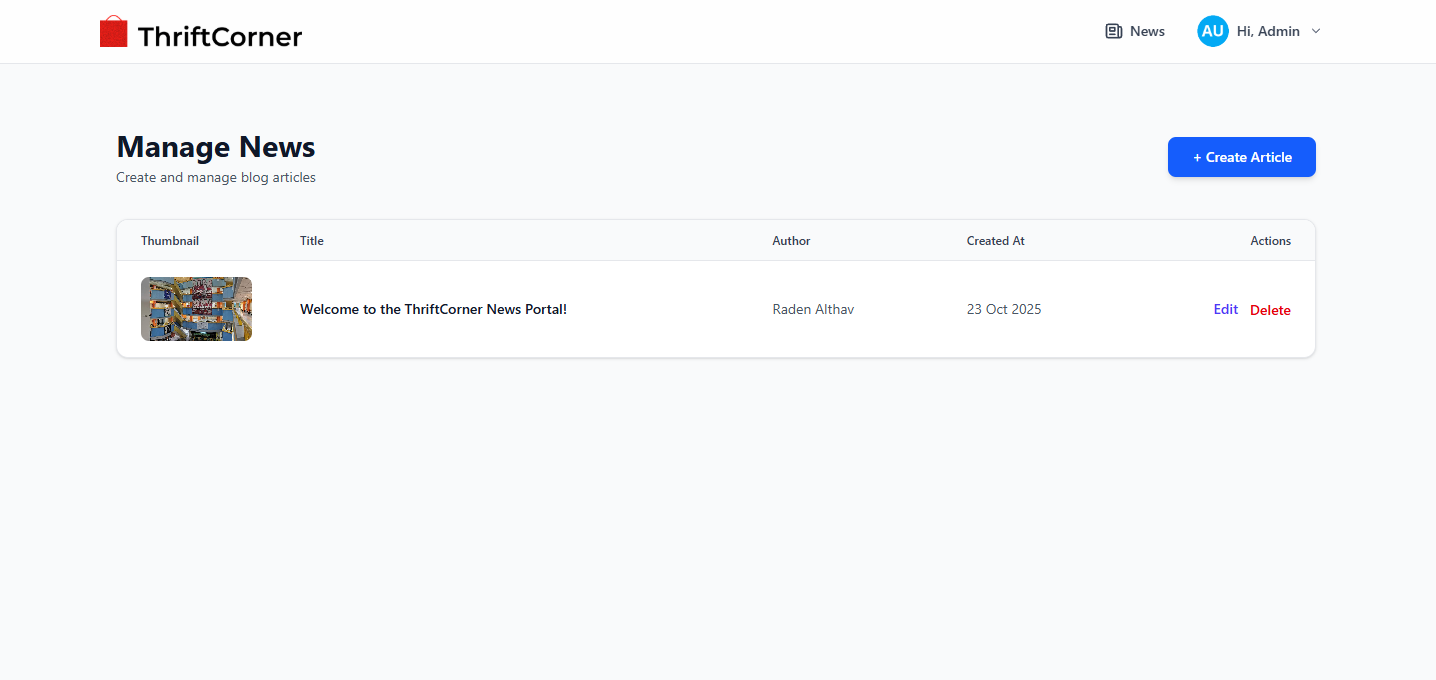 ThriftCorner
News
AU Hi, Admin
Manage News
Create and manage blog articles
+ Create Article
Thumbnail Title Author Created At Actions
Welcome to the ThriftCorner News Portal! Raden Althav 23 Oct 2025 Edit Delete